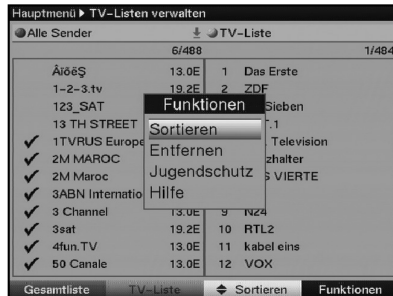 Hauptmenü ▶ TV-Listen verwalten
Alle Sender TV-Liste
6/488 1/484
ÂïöëŞ 13.0E 1 Das Erste
1-2-3.tv 19.2E 2 ZDF
123_SAT Sieben
13 TH STREET .1
1TVRUS Europe Television
2M MAROC zhalter
2M Maroc S VIERTE
3ABN Internatio
3 Channel 13.0E 9 N24
3sat 19.2E 10 RTL2
4fun.TV 13.0E 11 kabel eins
50 Canale 13.0E 12 VOX
Funktionen
Sortieren
Entfernen
Jugendschutz
Hilfe
Gesamtliste TV-Liste Sortieren Funktionen